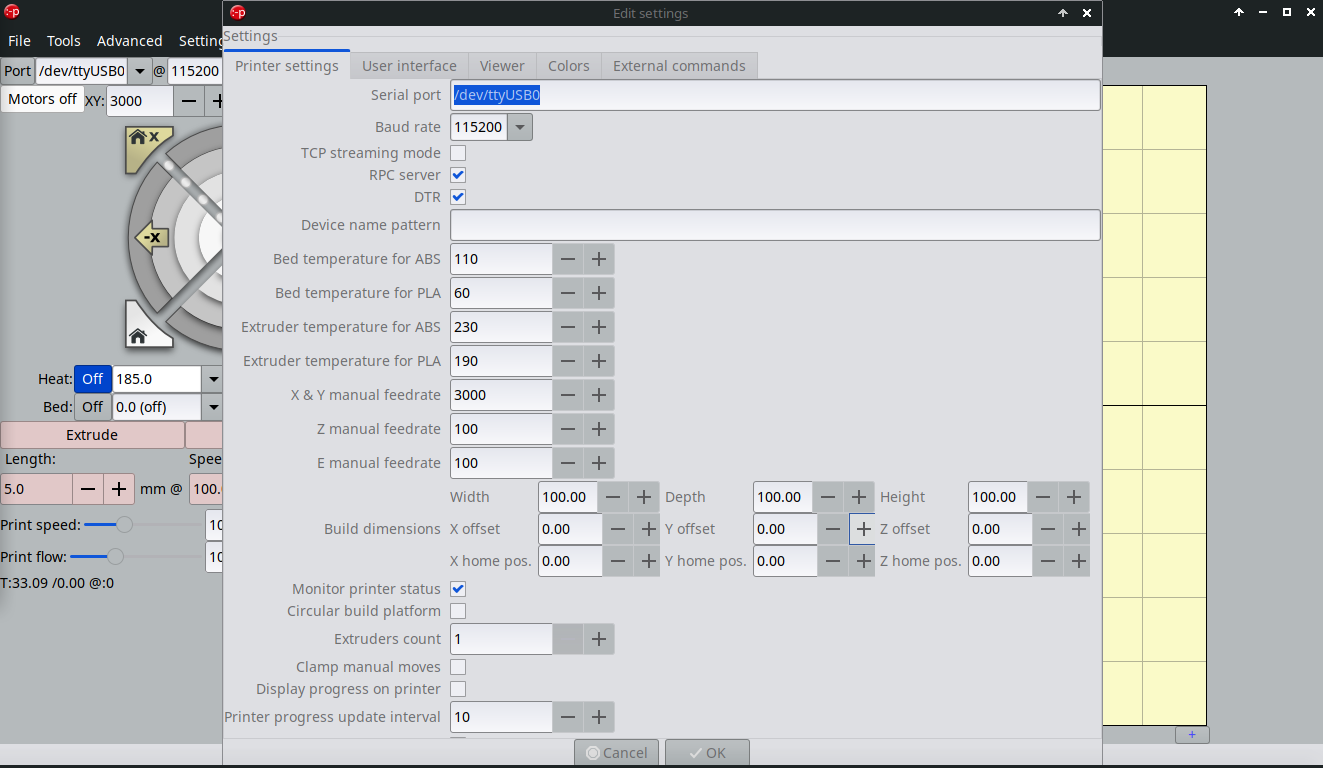 Edit settings
File Tools Advanced Setting
Settings
Port /dev/ttyUSB0 @ 115200
Motors off XY: 3000
Printer settings User interface Viewer Colors External commands
Serial port /dev/ttyUSB0
Baud rate 115200
TCP streaming mode
RPC server
DTR
Device name pattern
Bed temperature for ABS 110
Bed temperature for PLA 60
Extruder temperature for ABS 230
Extruder temperature for PLA 190
X & Y manual feedrate 3000
Z manual feedrate 100
E manual feedrate 100
Width 100.00 Depth 100.00 Height 100.00
Build dimensions X offset 0.00 Y offset 0.00 Z offset 0.00
X home pos. 0.00 Y home pos. 0.00 Z home pos. 0.00
Monitor printer status
Circular build platform
Extruders count 1
Clamp manual moves
Display progress on printer
Printer progress update interval 10
Cancel OK
X
-X
Heat: Off 185.0
Bed: Off 0.0 (off)
Extrude
Length: Spee
5.0 mm @ 100.
Print speed: 10
Print flow: 10
T:33.09 /0.00 @:0